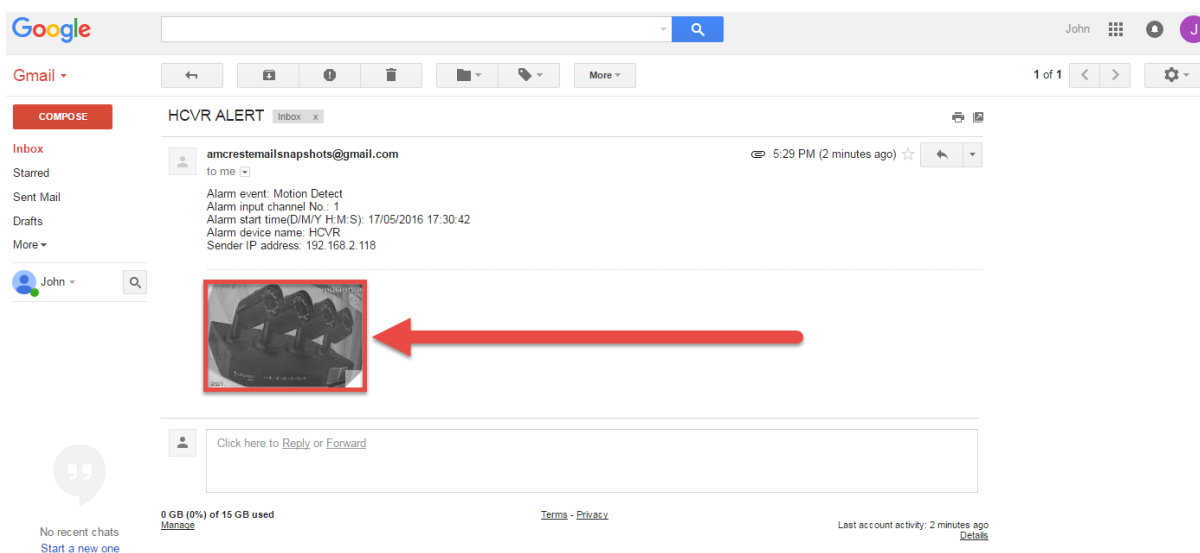 Google
John
J
Gmail
More
1 of 1
COMPOSE
HCVR ALERT Inbox x
Inbox
Starred
Sent Mail
Drafts
More
John
amcrestemailsnapshots@gmail.com
5:29 PM (2 minutes ago)
to me
Alarm event: Motion Detect
Alarm input channel No.: 1
Alarm start time(D/M/Y H:M:S): 17/05/2016 17:30:42
Alarm device name: HCVR
Sender IP address: 192.168.2.118
Click here to Reply or Forward
0 GB (0%) of 15 GB used
Manage
Terms - Privacy
Last account activity: 2 minutes ago
Details
No recent chats
Start a new one